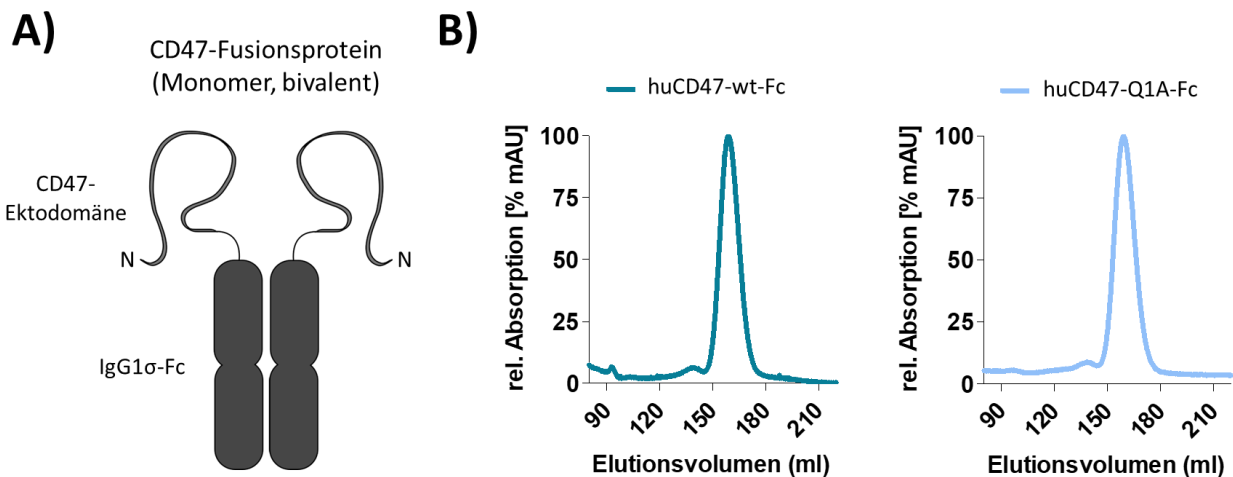 A)
CD47-Fusionsprotein
(Monomer, bivalent)
CD47-
Ektodomäne
N
N
IgG1σ-Fc
B)
huCD47-wt-Fc
rel. Absorption [% mAU]
100
75
50
25
0
90
120
150
180
210
Elutionsvolumen (ml)
huCD47-Q1A-Fc
rel. Absorption [% mAU]
100
75
50
25
0
90
120
150
180
210
Elutionsvolumen (ml)